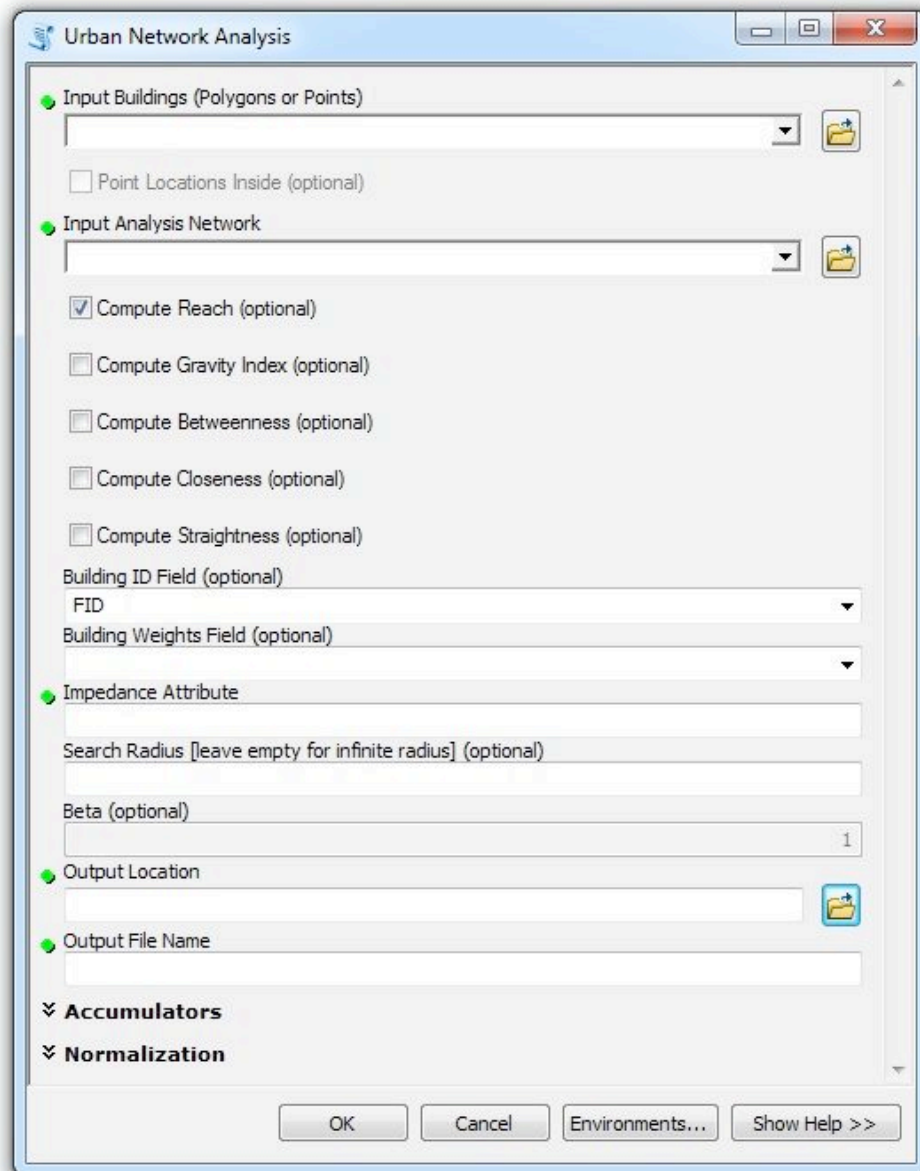 Urban Network Analysis
Input Buildings (Polygons or Points)
Point Locations Inside (optional)
Input Analysis Network
Compute Reach (optional)
Compute Gravity Index (optional)
Compute Betweenness (optional)
Compute Closeness (optional)
Compute Straightness (optional)
Building ID Field (optional)
FID
Building Weights Field (optional)
Impedance Attribute
Search Radius [leave empty for infinite radius] (optional)
Beta (optional)
1
Output Location
Output File Name
Accumulators
Normalization
OK Cancel Environments... Show Help >>